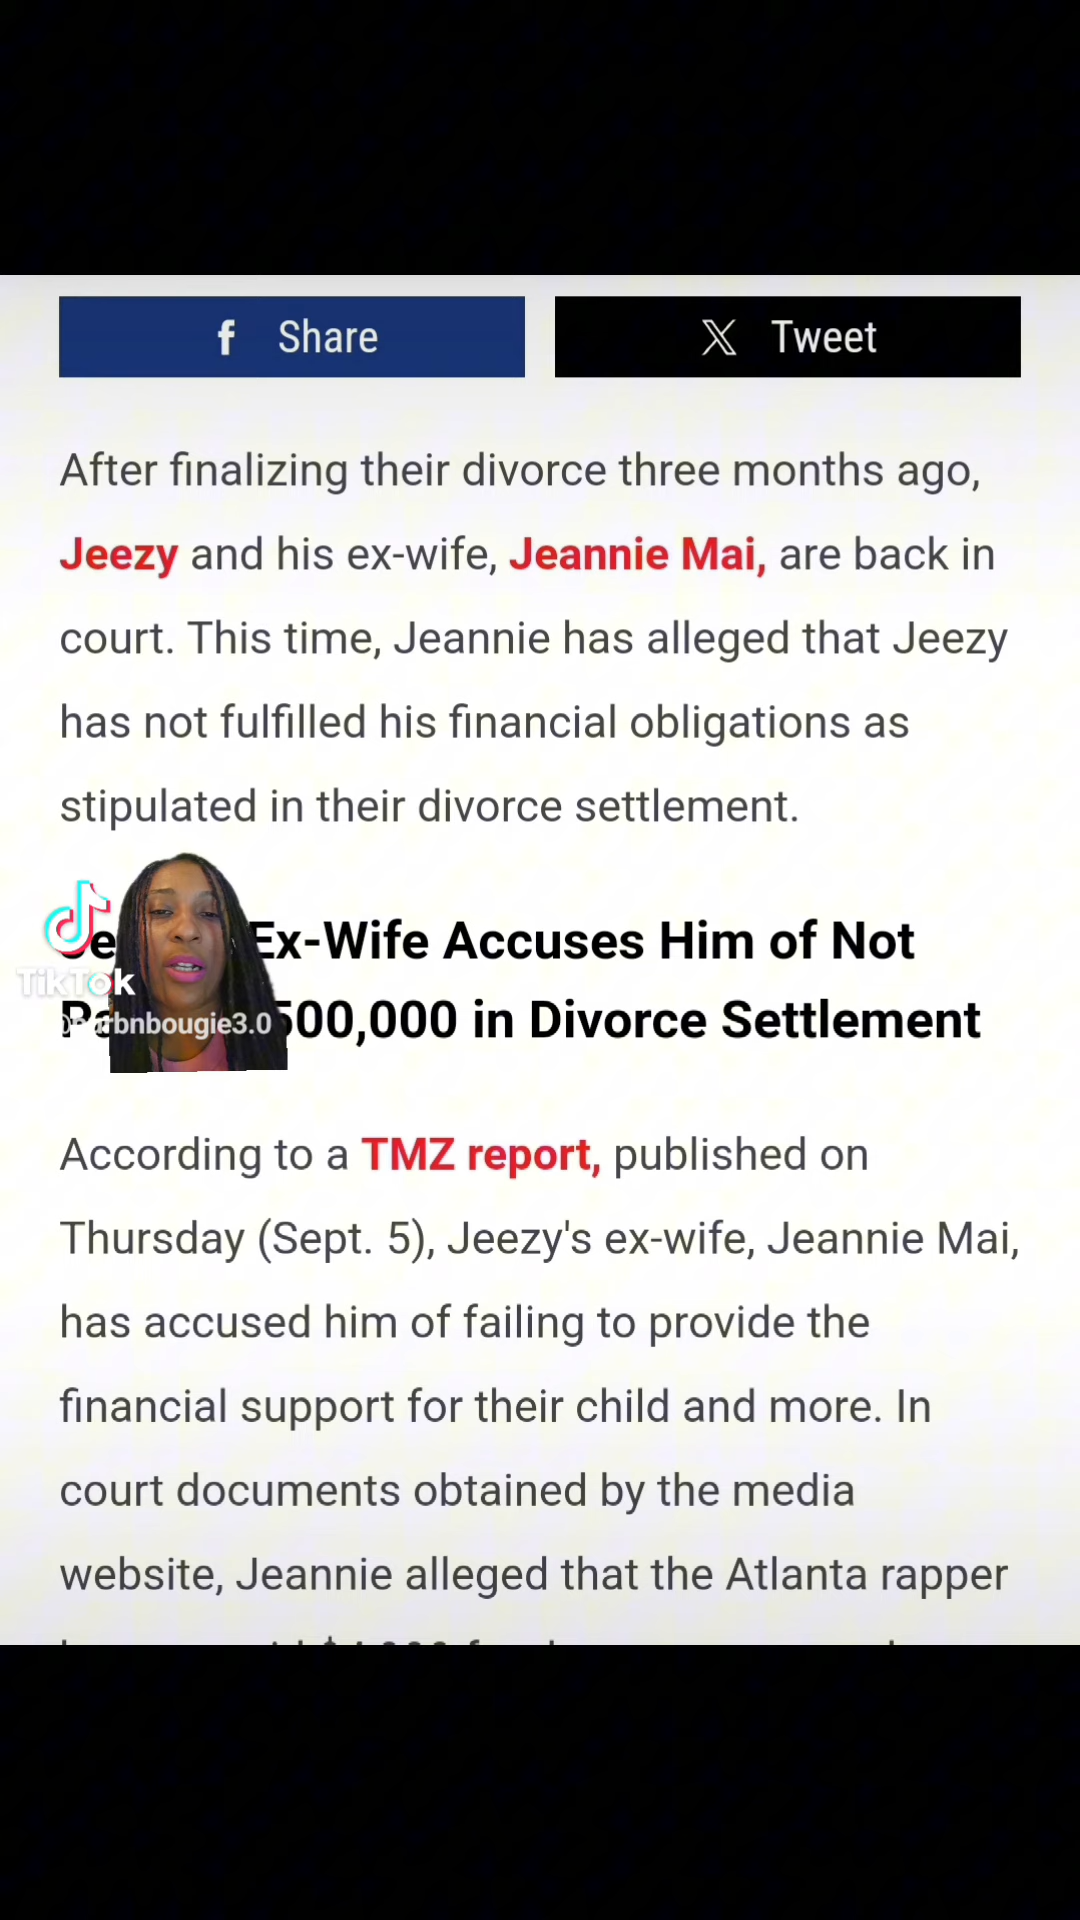 f Share
X Tweet
After finalizing their divorce three months ago,
Jeezy and his ex-wife, Jeannie Mai, are back in
court. This time, Jeannie has alleged that Jeezy
has not fulfilled his financial obligations as
stipulated in their divorce settlement.
Ex-Wife Accuses Him of Not
500,000 in Divorce Settlement
TikTok
According to a TMZ report, published on
Thursday (Sept. 5), Jeezy's ex-wife, Jeannie Mai,
has accused him of failing to provide the
financial support for their child and more. In
court documents obtained by the media
website, Jeannie alleged that the Atlanta rapper